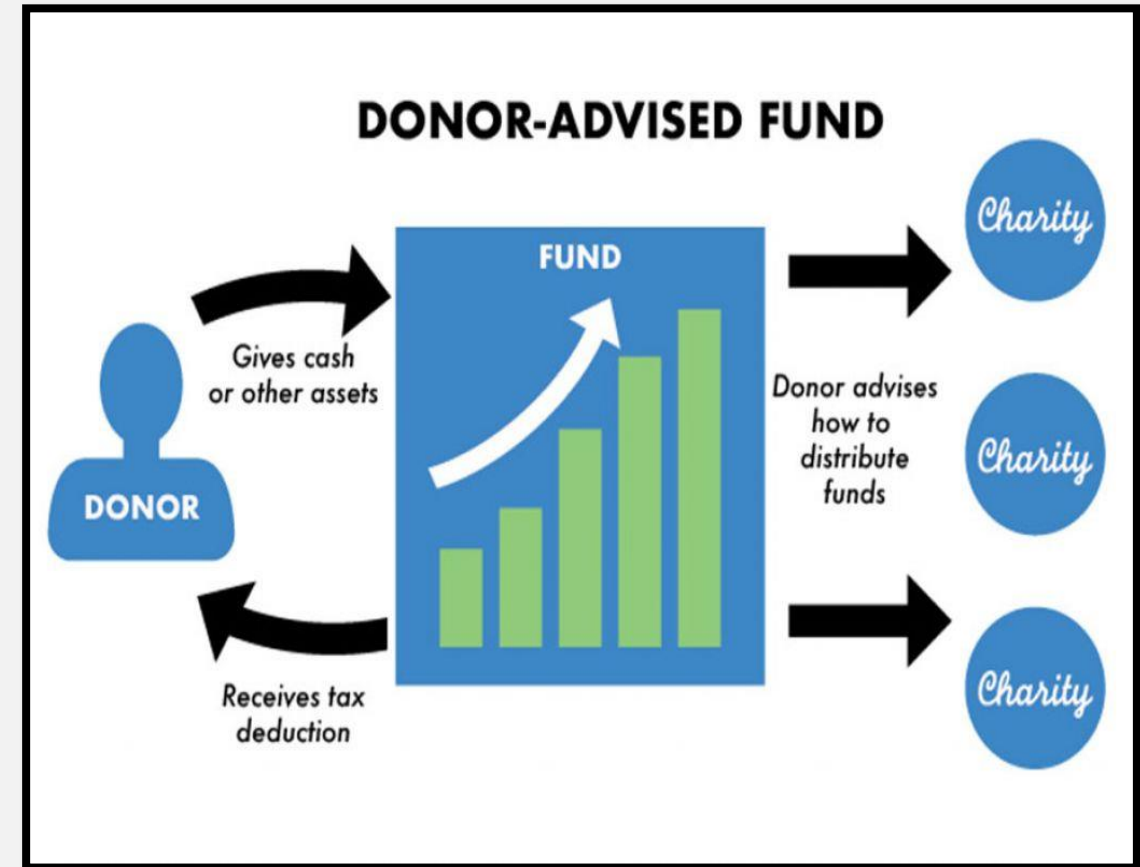 DONOR-ADVISED FUND
DONOR
Gives cash
or other assets
Receives tax
deduction
FUND
Donor advises
how to
distribute
funds
Charity
Charity
Charity